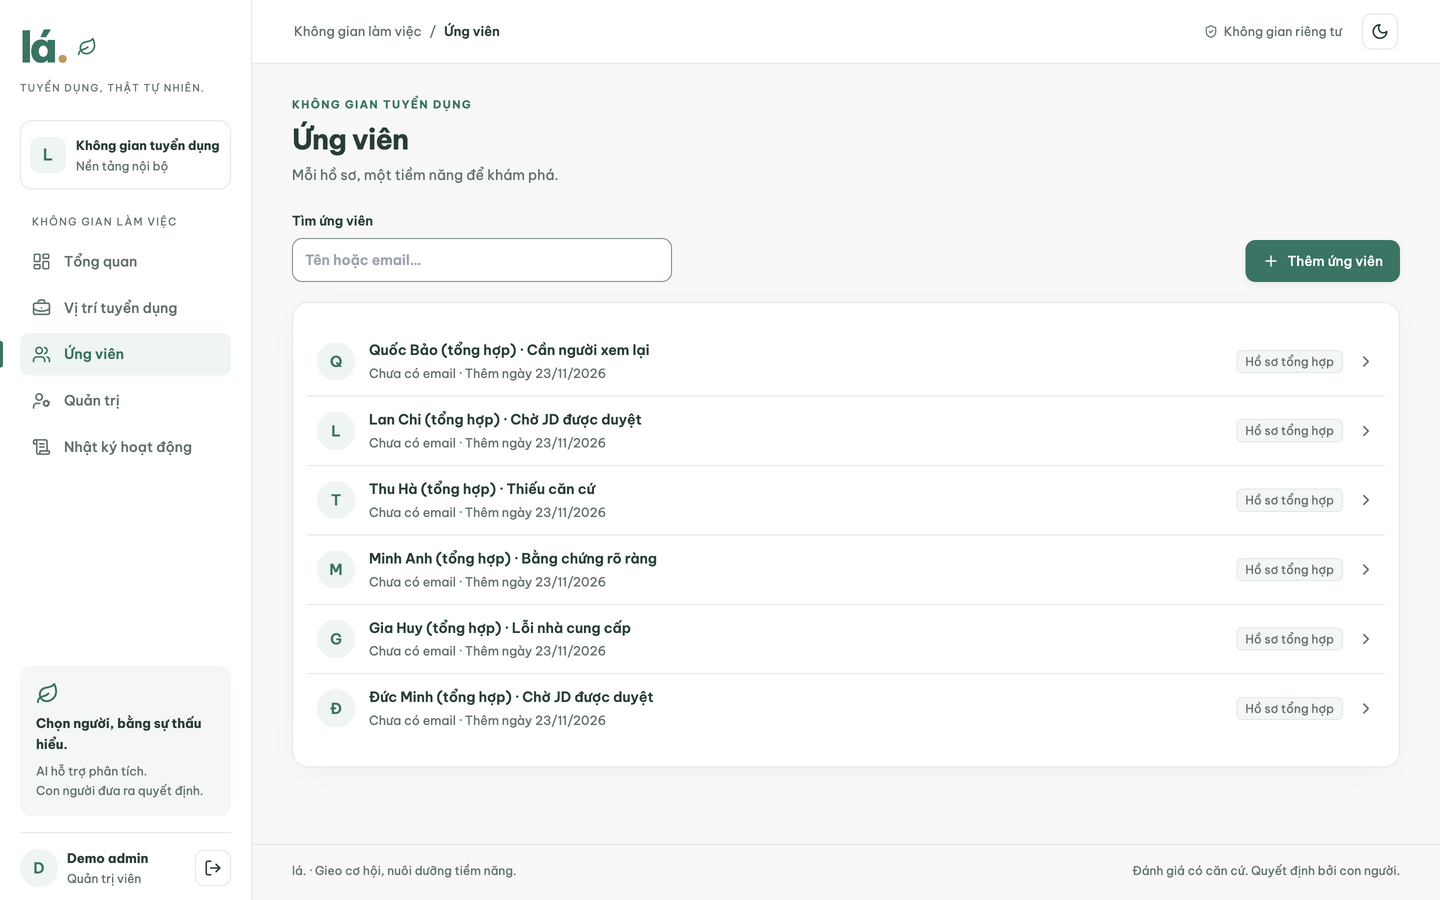 lá.
TUYỂN DỤNG, THẬT TỰ NHIÊN.
L
Không gian tuyển dụng
Nền tảng nội bộ
KHÔNG GIAN LÀM VIỆC
Tổng quan
Vị trí tuyển dụng
Ứng viên
Quản trị
Nhật ký hoạt động
Chọn người, bằng sự thấu
hiểu.
AI hỗ trợ phân tích.
Con người đưa ra quyết định.
D
Demo admin
Quản trị viên
Không gian làm việc / Ứng viên
Không gian riêng tư
KHÔNG GIAN TUYỂN DỤNG
Ứng viên
Mỗi hồ sơ, một tiềm năng để khám phá.
Tìm ứng viên
Tên hoặc email...
Thêm ứng viên
Q
Quốc Bảo (tổng hợp) · Cần người xem lại
Chưa có email · Thêm ngày 23/11/2026
Hồ sơ tổng hợp
L
Lan Chi (tổng hợp) · Chờ JD được duyệt
Chưa có email · Thêm ngày 23/11/2026
Hồ sơ tổng hợp
T
Thu Hà (tổng hợp) · Thiếu căn cứ
Chưa có email · Thêm ngày 23/11/2026
Hồ sơ tổng hợp
M
Minh Anh (tổng hợp) · Bằng chứng rõ ràng
Chưa có email · Thêm ngày 23/11/2026
Hồ sơ tổng hợp
G
Gia Huy (tổng hợp) · Lỗi nhà cung cấp
Chưa có email · Thêm ngày 23/11/2026
Hồ sơ tổng hợp
Đ
Đức Minh (tổng hợp) · Chờ JD được duyệt
Chưa có email · Thêm ngày 23/11/2026
Hồ sơ tổng hợp
lá. · Gieo cơ hội, nuôi dưỡng tiềm năng.
Đánh giá có căn cứ. Quyết định bởi con người.